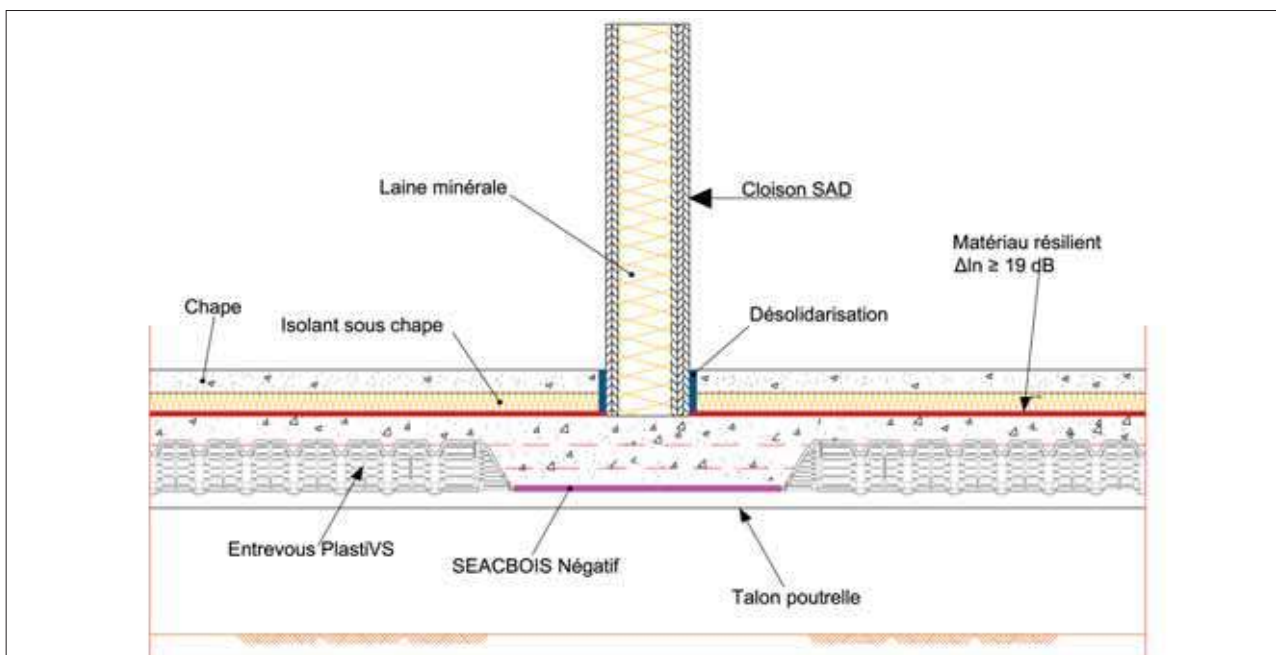 Laine minérale
Cloison SAD
Matériau résilient
Δln ≥ 19 dB
Chape
Isolant sous chape
Désolidarisation
Entrevous PlastiVS
SEACBOIS Négatif
Talon poutrelle